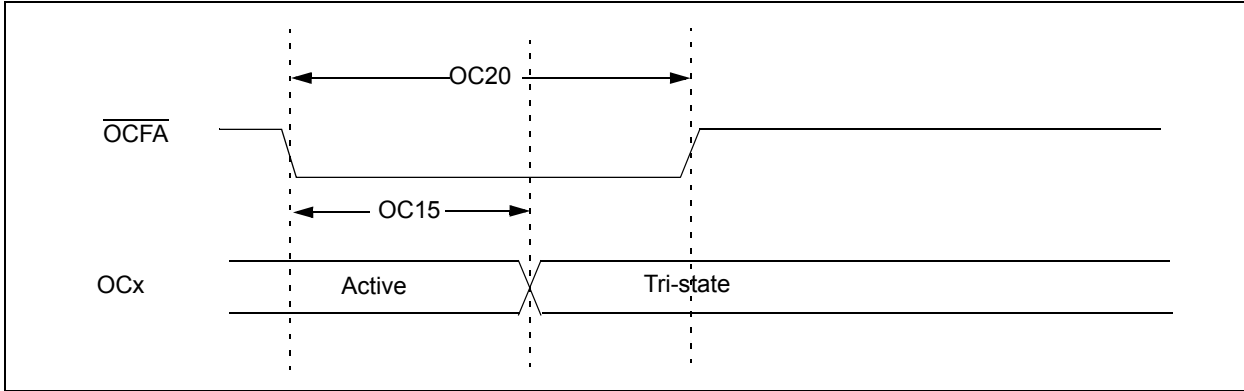 OC20
OCFA
OC15
OCx
Active
Tri-state